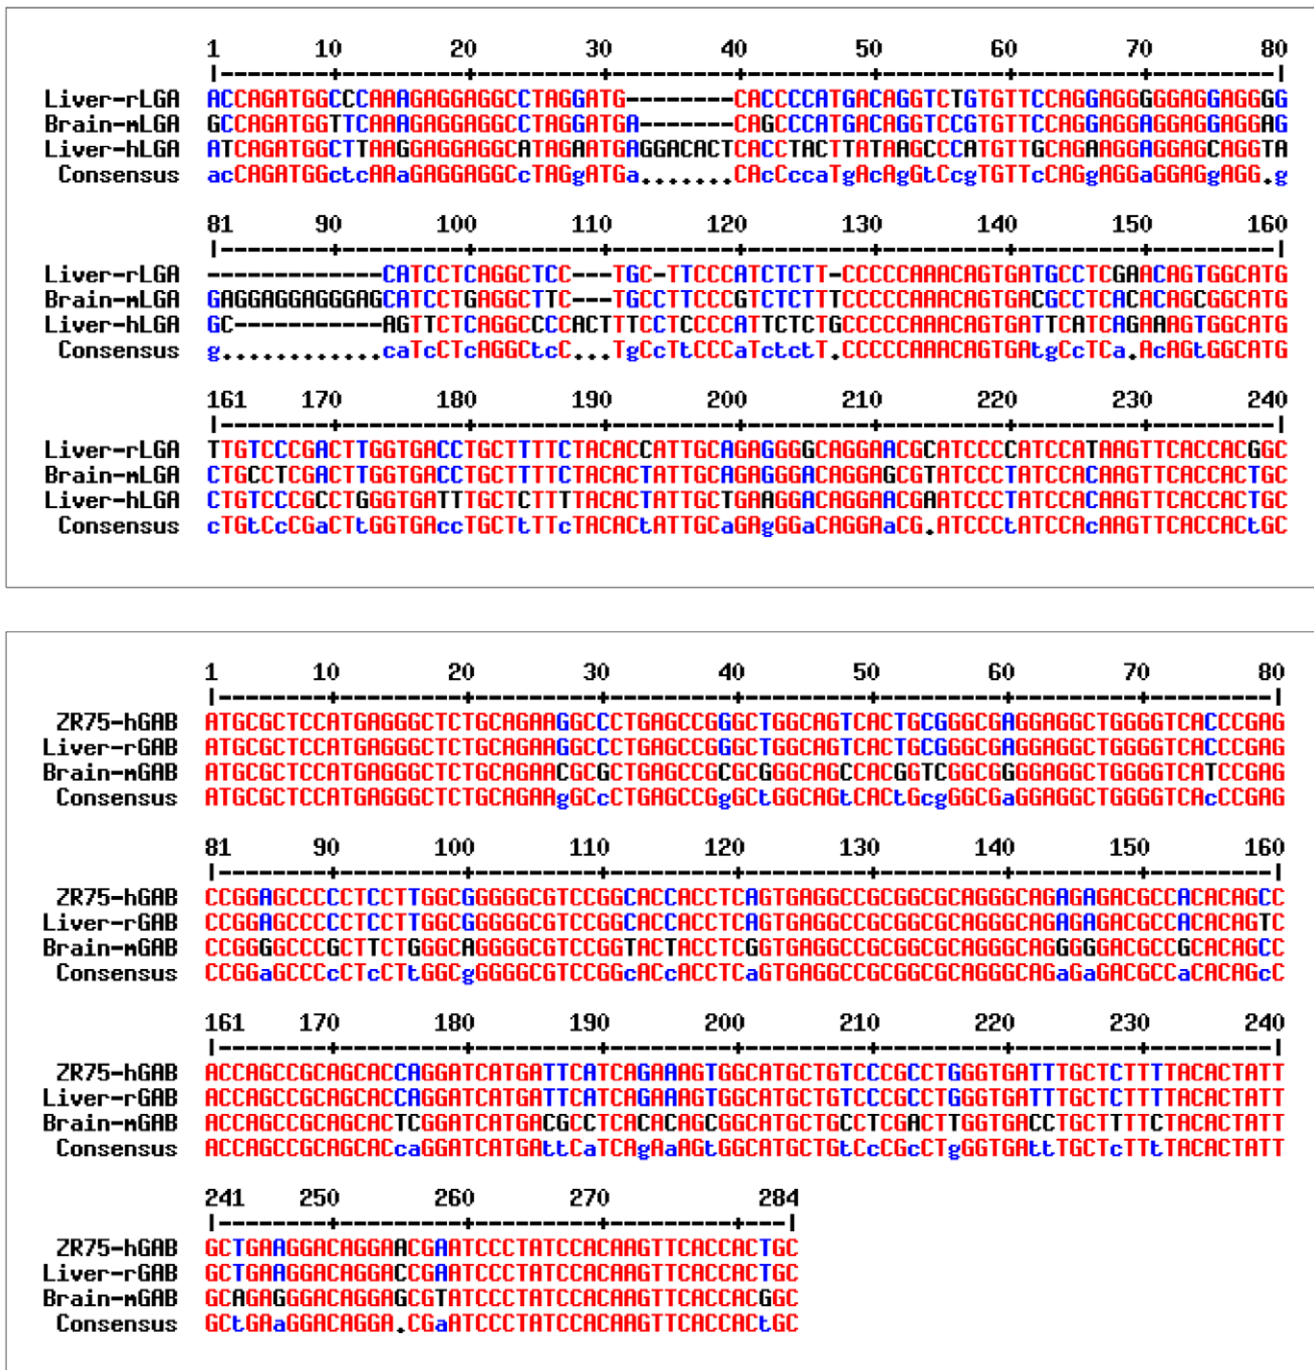 1 10 20 30 40 50 60 70 80
|--------+---------+---------+---------+---------+---------+---------+---------|
Liver-rLGA ACCAGATGGCCCAAAGAGGAGGCCTAGGATG--------CACCCCATGACAGGTCTGTGTTCCAGGAGGGGGAGGAGGGG
Brain-mLGA GCCAGATGGTTCAAAGAGGAGGCCTAGGATGA-------CAGCCCATGACAGGTCCGTGTTCCAGGAGGAGGAGGAGGAG
Liver-hLGA ATCAGATGGCTTAAGGAGGAGGCATAGAATGAGGACACTCACCTACTTATAAGCCCATGTTGCAGAAGGAGGAGCAGGTA
Consensus acCAGATGGctcAAaGAGGAGGCcTAGgATGa.......CAcCccaTgAcAgGtCcgTGTTcCAGgAGGaGGAGgAGG.g
81 90 100 110 120 130 140 150 160
|--------+---------+---------+---------+---------+---------+---------+---------|
Liver-rLGA -------------CATCCTCAGGCTCC---TGC-TTCCCATCTCTT-CCCCCAAACAGTGATGCCTCGAACAGTGGCATG
Brain-mLGA GAGGAGGAGGGAGCATCCTGAGGCTTC---TGCCTTCCCGTCTCTTTCCCCCAAACAGTGACGCCTCACACAGCGGCATG
Liver-hLGA GC-----------AGTTCTCAGGCCCCACTTTCCTCCCCATTCTCTGCCCCCAAACAGTGATTCATCAGAAAGTGGCATG
Consensus g............caTcCTcAGGCtcC...TgCcTtCCCaTctctT.CCCCCAAACAGTGAtgCcTCa.AcAGtGGCATG
161 170 180 190 200 210 220 230 240
|--------+---------+---------+---------+---------+---------+---------+---------|
Liver-rLGA TTGTCCCGACTTGGTGACCTGCTTTTCTACACCATTGCAGAGGGGCAGGAACGCATCCCCATCCATAAGTTCACCACGGC
Brain-mLGA CTGCCTCGACTTGGTGACCTGCTTTTCTACACTATTGCAGAGGGACAGGAGCGTATCCCTATCCACAAGTTCACCACTGC
Liver-hLGA CTGTCCCGCCTGGGTGATTTGCTCTTTTACACTATTGCTGAAGGACAGGAACGAATCCCTATCCACAAGTTCACCACTGC
Consensus cTGtCcCGaCTtGGTGAccTGCTtTTcTACACtATTGCaGAgGGaCAGGAaCG.ATCCCtATCCAcAAGTTCACCACtGC
1 10 20 30 40 50 60 70 80
|--------+---------+---------+---------+---------+---------+---------+---------|
ZR75-hGAB ATGCGCTCCATGAGGGCTCTGCAGAAGGCCCTGAGCCGGGCTGGCAGTCACTGCGGGCGAGGAGGCTGGGGTCACCCGAG
Liver-rGAB ATGCGCTCCATGAGGGCTCTGCAGAAGGCCCTGAGCCGGGCTGGCAGTCACTGCGGGCGAGGAGGCTGGGGTCACCCGAG
Brain-mGAB ATGCGCTCCATGAGGGCTCTGCAGAACGCGCTGAGCCGCGCGGGCAGCCACGGTCGGCGGGGAGGCTGGGGTCATCCGAG
Consensus ATGCGCTCCATGAGGGCTCTGCAGAAgGCcCTGAGCCGgGCtGGCAGtCACtGcgGGCGaGGAGGCTGGGGTCAcCCGAG
81 90 100 110 120 130 140 150 160
|--------+---------+---------+---------+---------+---------+---------+---------|
ZR75-hGAB CCGGAGCCCCCTCCTTGGCGGGGGCGTCCGGCACCACCTCAGTGAGGCCGCGGCGCAGGGCAGAGAGACGCCACACAGCC
Liver-rGAB CCGGAGCCCCCTCCTTGGCGGGGGCGTCCGGCACCACCTCAGTGAGGCCGCGGCGCAGGGCAGAGAGACGCCACACAGTC
Brain-mGAB CCGGGGCCCGCTTCTGGGCAGGGGCGTCCGGTACTACCTCGGTGAGGCCGCGGCGCAGGGCAGGGGGACGCCGCACAGCC
Consensus CCGGaGCCCcCTcCTtGGCgGGGGCGTCCGGcACcACCTCaGTGAGGCCGCGGCGCAGGGCAGaGaGACGCCaCACAGcC
161 170 180 190 200 210 220 230 240
|--------+---------+---------+---------+---------+---------+---------+---------|
ZR75-hGAB ACCAGCCGCAGCACCAGGATCATGATTCATCAGAAAGTGGCATGCTGTCCCGCCTGGGTGATTTGCTCTTTTACACTATT
Liver-rGAB ACCAGCCGCAGCACCAGGATCATGATTCATCAGAAAGTGGCATGCTGTCCCGCCTGGGTGATTTGCTCTTTTACACTATT
Brain-mGAB ACCAGCCGCAGCACTCGGATCATGACGCCTCACACAGCGGCATGCTGCCTCGACTTGGTGACCTGCTTTTCTACACTATT
Consensus ACCAGCCGCAGCACcaGGATCATGAttCaTCAgAaAGtGGCATGCTGtCcCGcCTgGGTGAttTGCTcTTtTACACTATT
241 250 260 270 284
|--------+---------+---------+---------+---|
ZR75-hGAB GCTGAAGGACAGGAACGAATCCCTATCCACAAGTTCACCACTGC
Liver-rGAB GCTGAAGGACAGGACCGAATCCCTATCCACAAGTTCACCACTGC
Brain-mGAB GCAGAGGGACAGGAGCGTATCCCTATCCACAAGTTCACCACGGC
Consensus GCtGAaGGACAGGA.CGaATCCCTATCCACAAGTTCACCACtGC